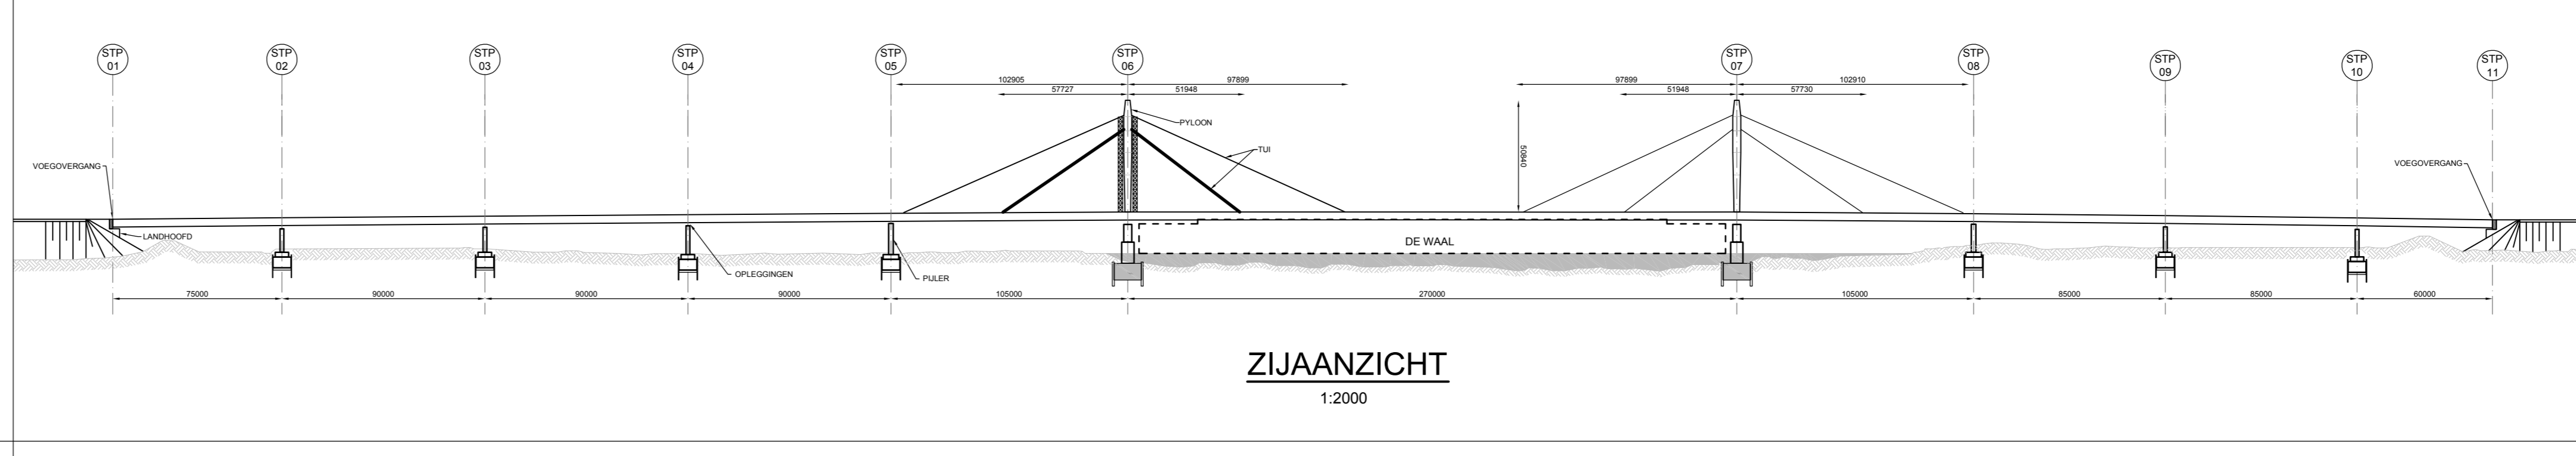 STP
01
STP
02
STP
03
STP
04
STP
05
STP
06
STP
07
STP
08
STP
09
STP
10
STP
11
102905
97899
97899
102910
57727
51948
51948
57730
PYLOON
TUI
50840
VOEGOVERGANG
VOEGOVERGANG
LANDHOOFD
DE WAAL
OPLEGGINGEN
PIJLER
75000
90000
90000
90000
105000
270000
105000
85000
85000
60000
ZIJAANZICHT
1:2000